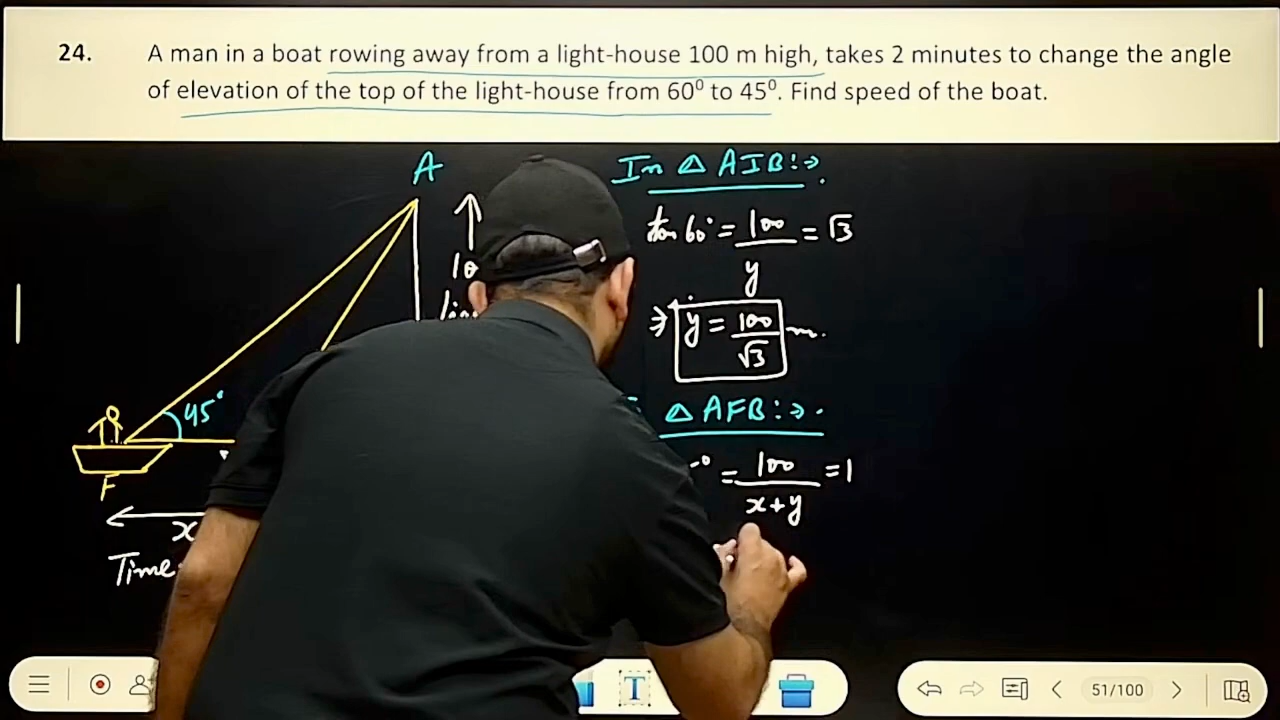 24. A man in a boat rowing away from a light-house 100 m high, takes 2 minutes to change the angle
of elevation of the top of the light-house from 60⁰ to 45⁰. Find speed of the boat.
A
In △ AIB:→
tan 60° = 100/y = √3
⇒ y = 100/√3 m.
△ AFB:→.
= 100/(x+y) = 1
45°
F
x
Time
T
51/100